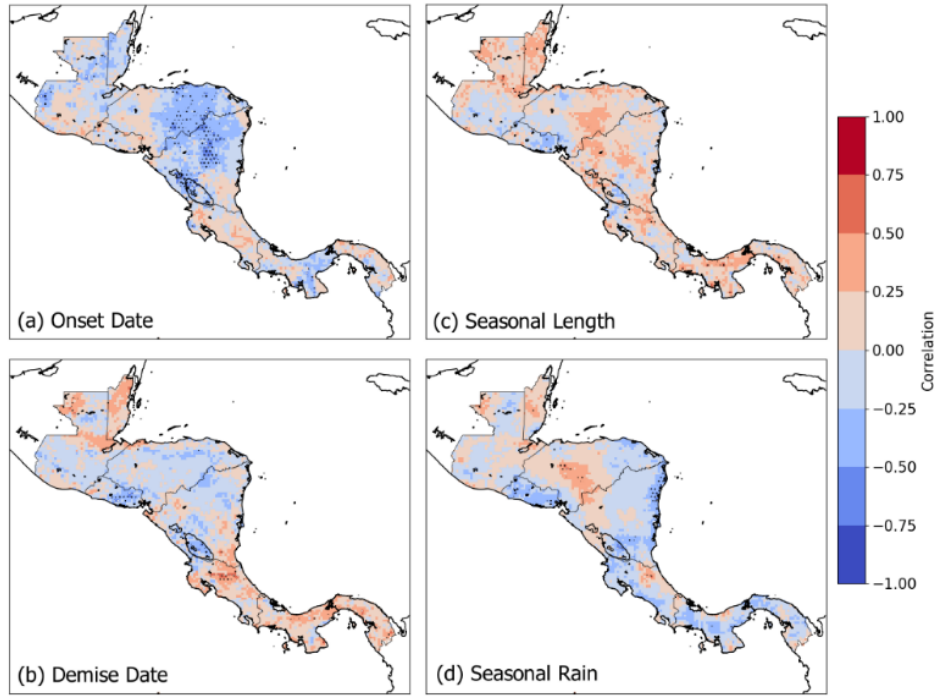 (a) Onset Date
(c) Seasonal Length
(b) Demise Date
(d) Seasonal Rain
1.00
0.75
0.50
0.25
0.00
−0.25
−0.50
−0.75
−1.00
Correlation